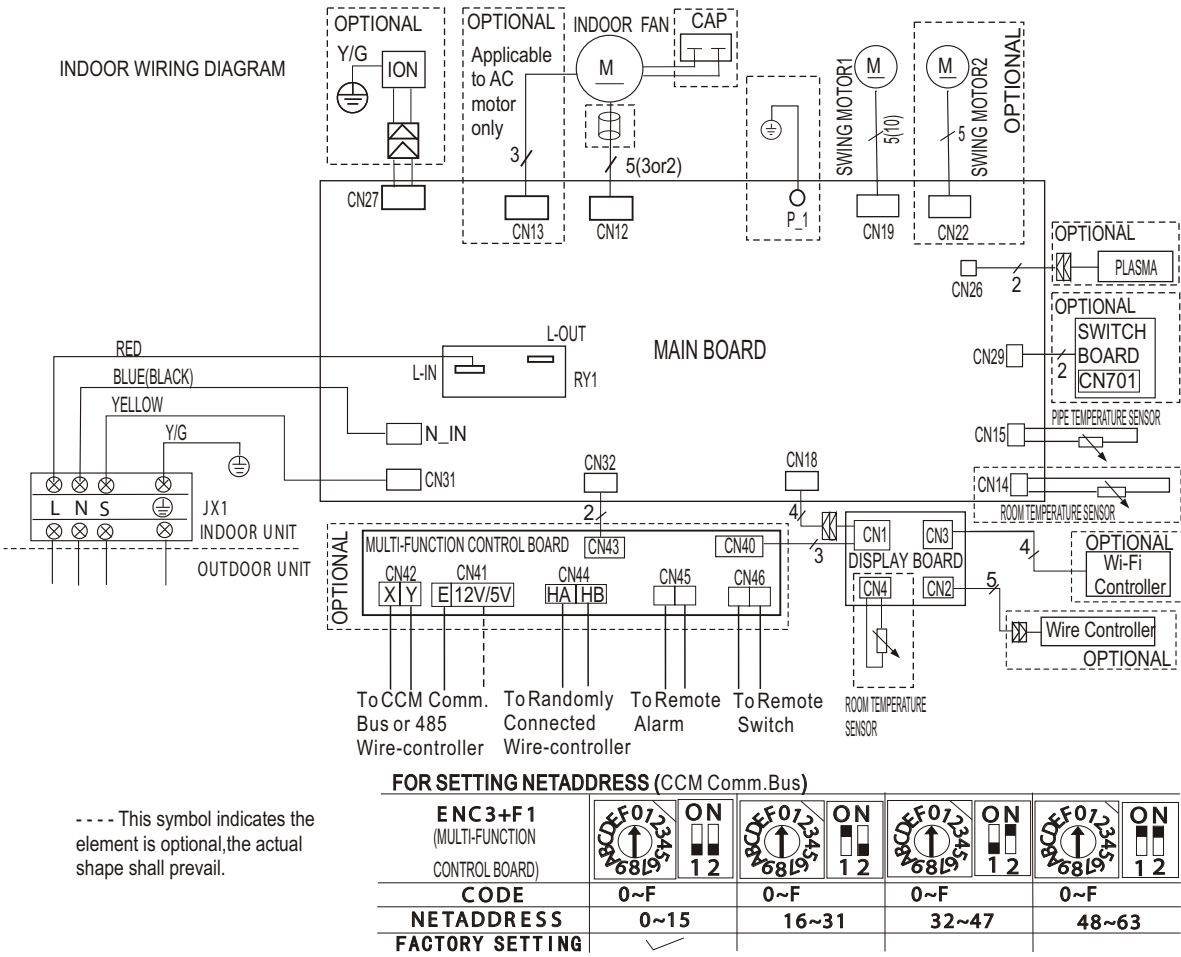 INDOOR WIRING DIAGRAM
OPTIONAL
Y/G
ION
CN27
OPTIONAL
Applicable
to AC
motor
only
3
CN13
INDOOR FAN
M
CAP
5(3or2)
CN12
P_1
SWING MOTOR1
M
5(10)
CN19
M
5
SWING MOTOR2
OPTIONAL
CN22
OPTIONAL
PLASMA
CN26
2
OPTIONAL
SWITCH
BOARD
CN701
CN29
2
PIPE TEMPERATURE SENSOR
CN15
CN14
ROOM TEMPERATURE SENSOR
MAIN BOARD
L-OUT
L-IN
RY1
RED
BLUE(BLACK)
YELLOW
Y/G
N_IN
CN31
L N S
JX1
INDOOR UNIT
OUTDOOR UNIT
CN32
2
CN18
4
OPTIONAL
MULTI-FUNCTION CONTROL BOARD
CN43
CN40
3
CN42
X Y
CN41
E 12V/5V
CN44
HA HB
CN45
CN46
CN1
CN3
DISPLAY BOARD
CN4
CN2
4
OPTIONAL
Wi-Fi
Controller
5
Wire Controller
OPTIONAL
ROOM TEMPERATURE
SENSOR
To CCM Comm.
Bus or 485
Wire-controller
To Randomly
Connected
Wire-controller
To Remote
Alarm
To Remote
Switch
FOR SETTING NETADDRESS (CCM Comm.Bus)
- - - - This symbol indicates the
element is optional,the actual
shape shall prevail.
ENC3+F1
(MULTI-FUNCTION
CONTROL BOARD)
0123456789ABCDEF
ON
1 2
0123456789ABCDEF
ON
1 2
0123456789ABCDEF
ON
1 2
0123456789ABCDEF
ON
1 2
CODE 0~F 0~F 0~F 0~F
NETADDRESS 0~15 16~31 32~47 48~63
FACTORY SETTING